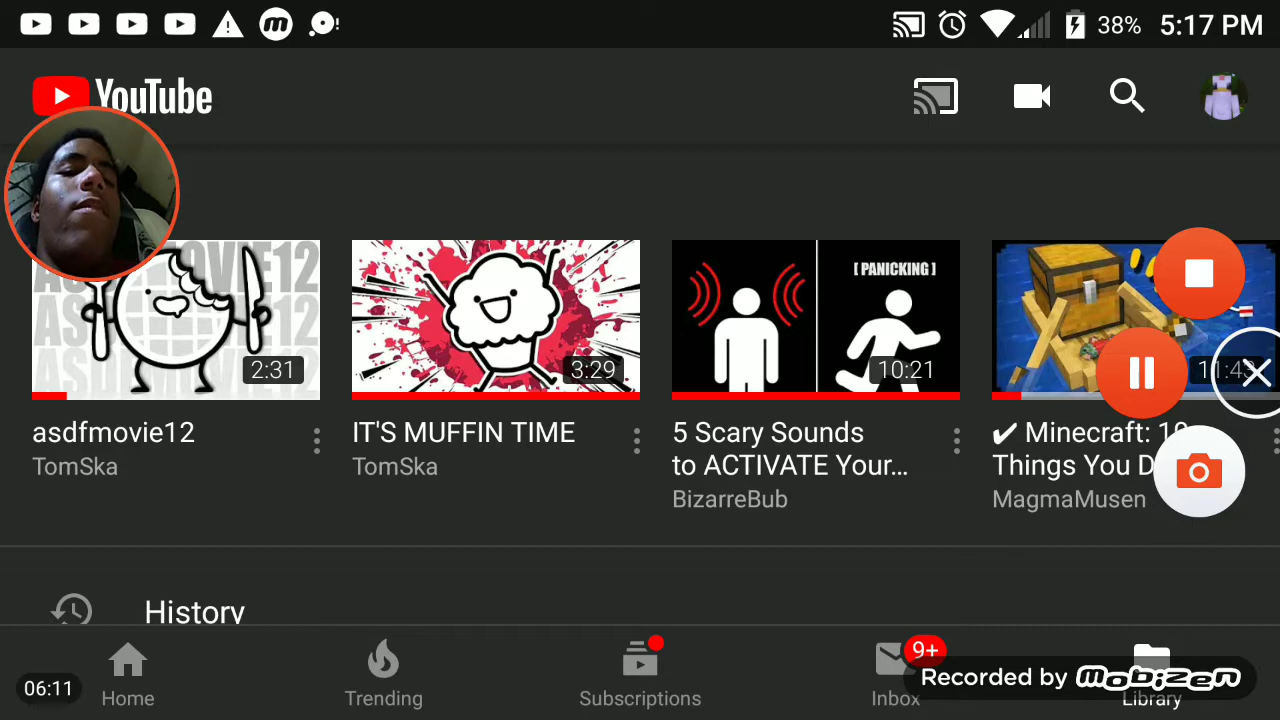 38% 5:17 PM
YouTube
ASDFMOVIE12
[ PANICKING ]
2:31
3:29
10:21
asdfmovie12
TomSka
IT'S MUFFIN TIME
TomSka
5 Scary Sounds
to ACTIVATE Your...
BizarreBub
✔ Minecraft:
Things You
MagmaMusen
History
9+
Recorded by Mobizen
06:11
Home
Trending
Subscriptions
Inbox
Library